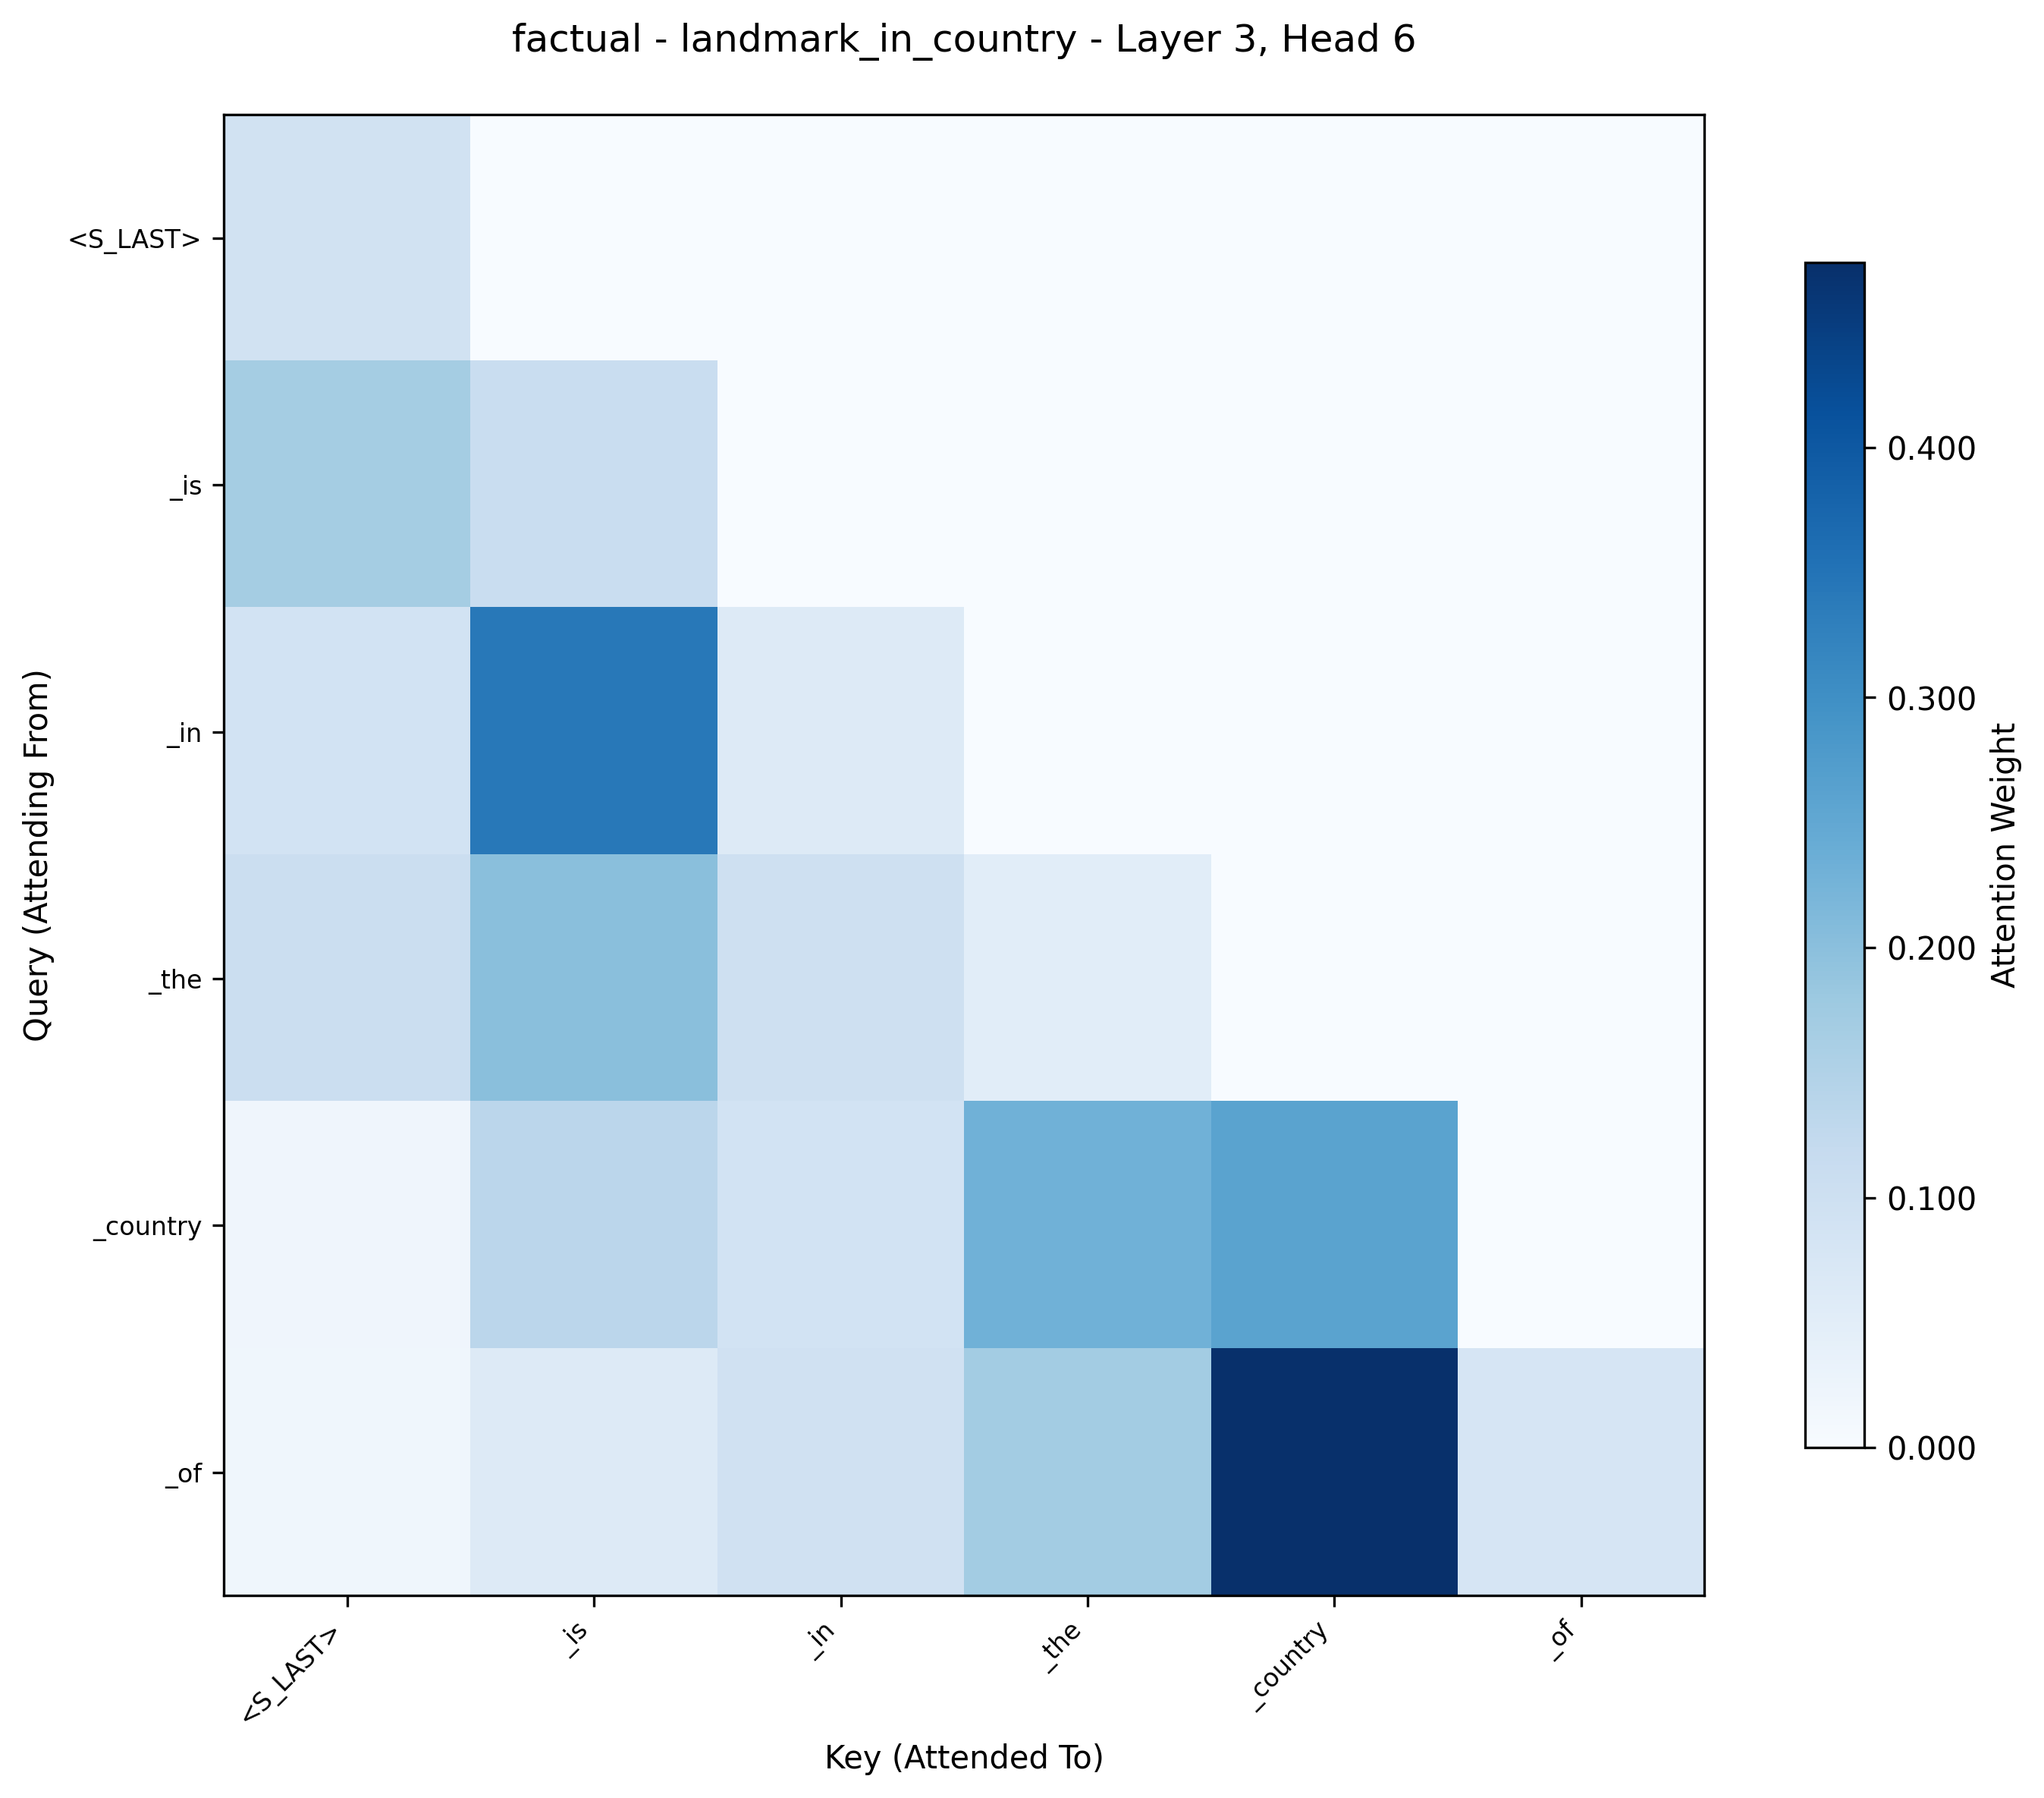 factual - landmark_in_country - Layer 3, Head 6
Query (Attending From)
<S_LAST>
_is
_in
_the
_country
_of
<S_LAST>
_is
_in
_the
_country
_of
Key (Attended To)
0.400
0.300
0.200
0.100
0.000
Attention Weight